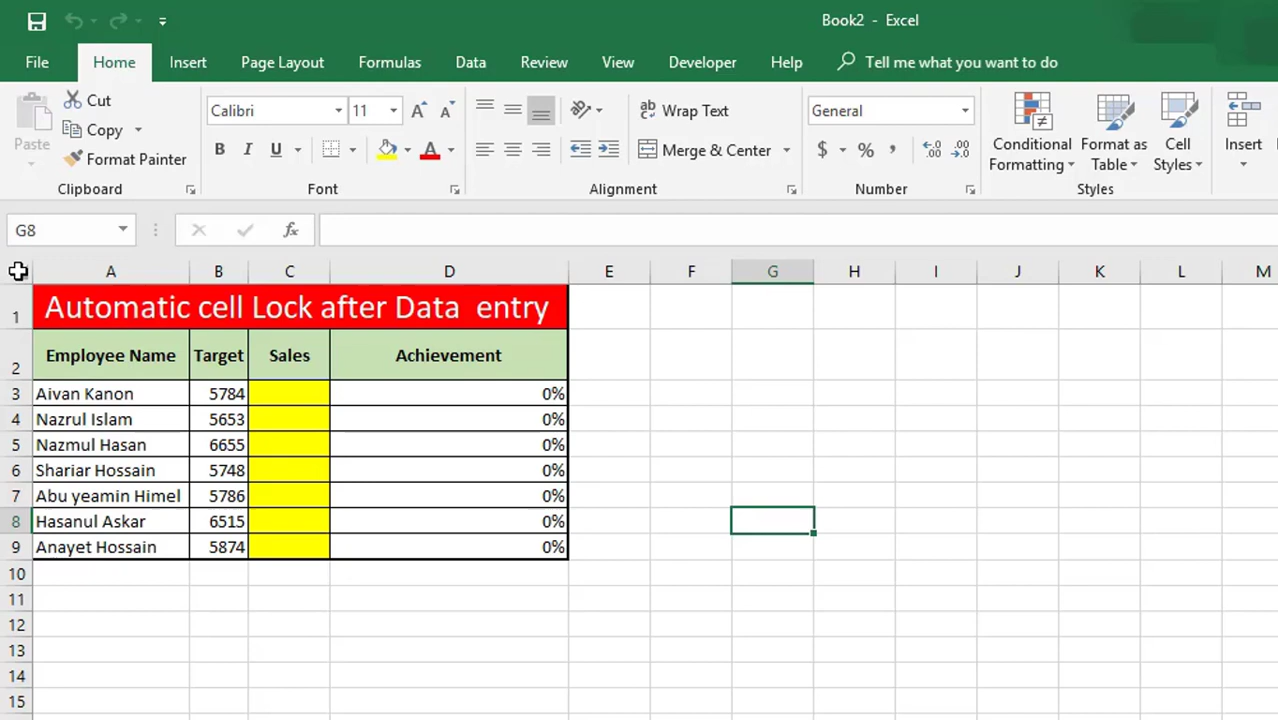 Book2 - Excel
File Home Insert Page Layout Formulas Data Review View Developer Help Tell me what you want to do
Paste
Cut
Copy
Format Painter
Clipboard
Calibri 11
B I U A
Font
Wrap Text
Merge & Center
Alignment
General
$ % ,
Number
Conditional Formatting
Format as Table
Cell Styles
Styles
Insert
G8 fx
A B C D E F G H I J K L M
1 Automatic cell Lock after Data entry
2 Employee Name Target Sales Achievement
3 Aivan Kanon 5784 0%
4 Nazrul Islam 5653 0%
5 Nazmul Hasan 6655 0%
6 Shariar Hossain 5748 0%
7 Abu yeamin Himel 5786 0%
8 Hasanul Askar 6515 0%
9 Anayet Hossain 5874 0%
10
11
12
13
14
15